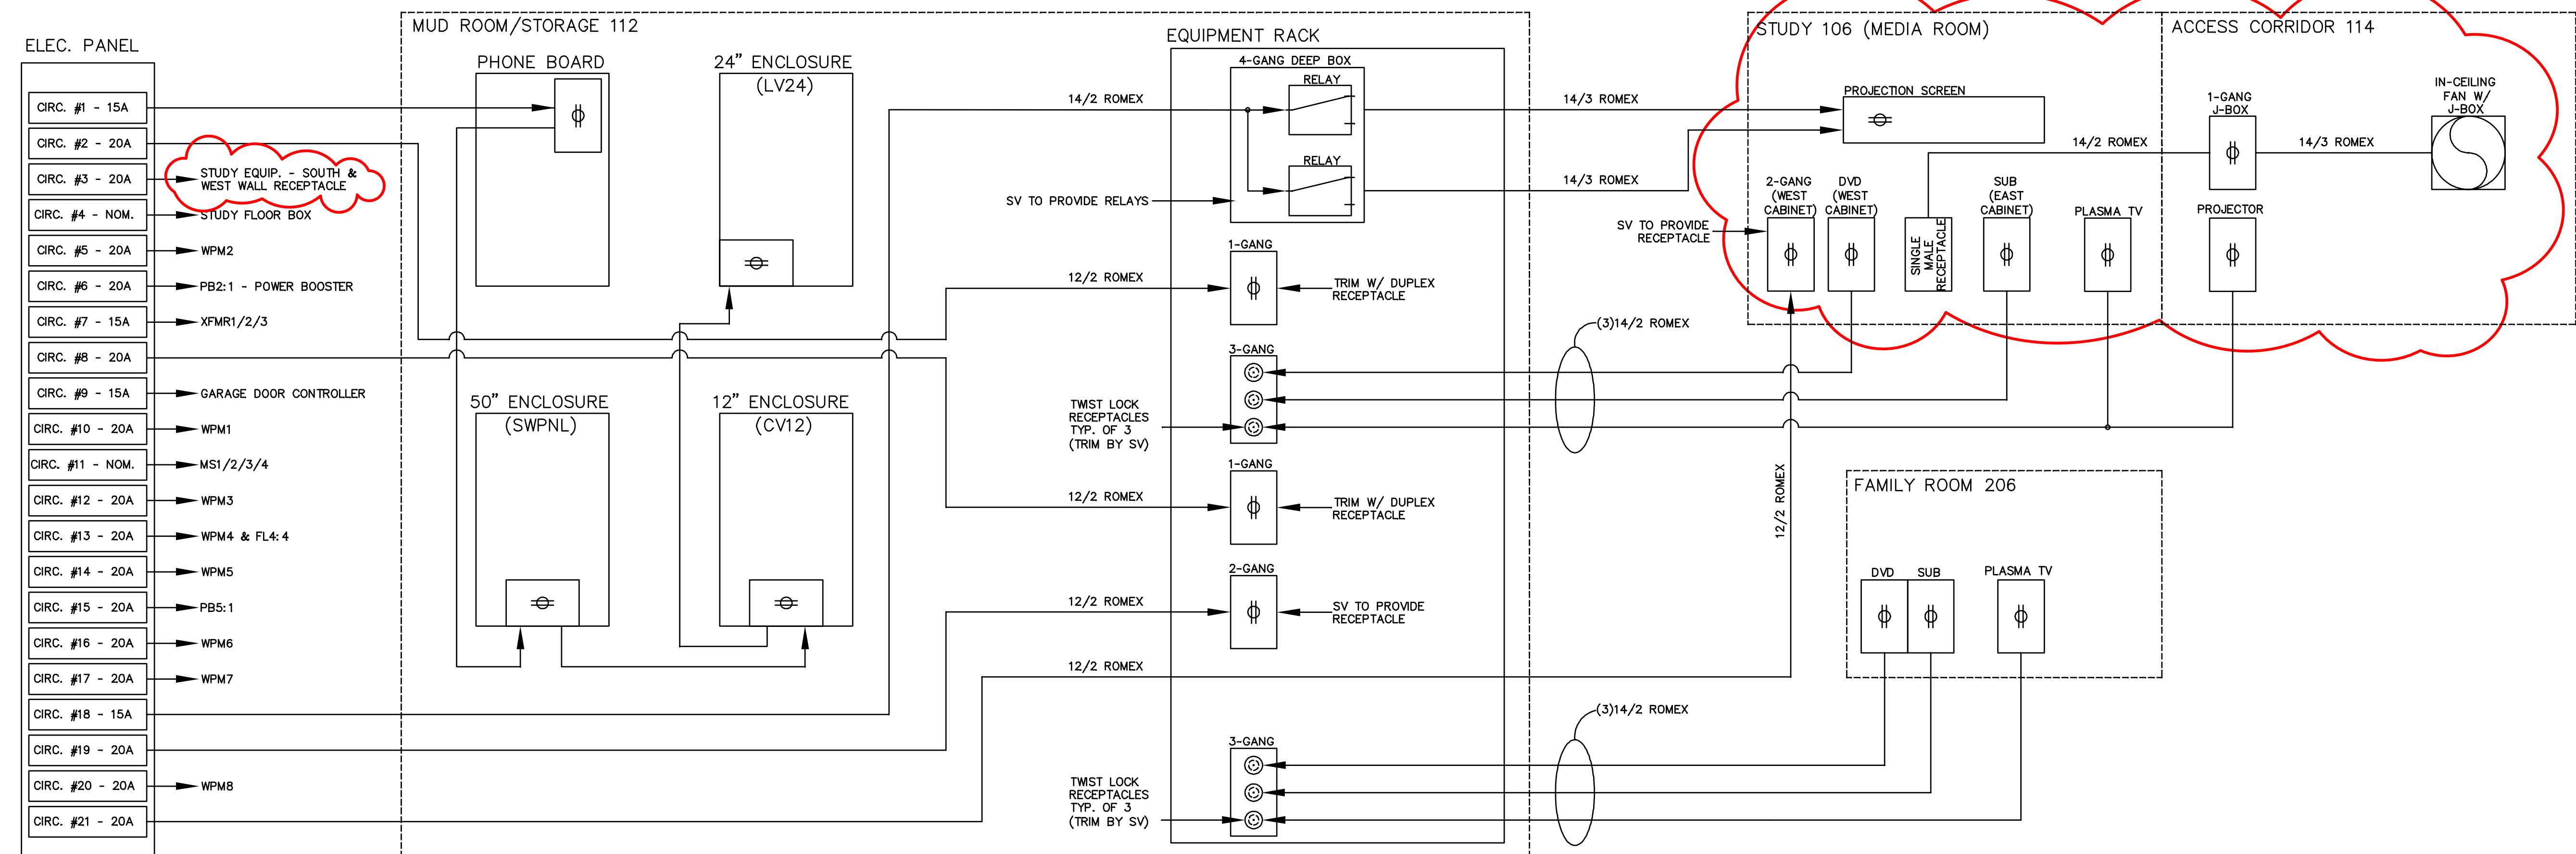 ELEC. PANEL
CIRC. #1 - 15A
CIRC. #2 - 20A
CIRC. #3 - 20A
STUDY EQUIP. - SOUTH &
WEST WALL RECEPTACLE
CIRC. #4 - NOM.
STUDY FLOOR BOX
CIRC. #5 - 20A
WPM2
CIRC. #6 - 20A
PB2:1 - POWER BOOSTER
CIRC. #7 - 15A
XFMR1/2/3
CIRC. #8 - 20A
CIRC. #9 - 15A
GARAGE DOOR CONTROLLER
CIRC. #10 - 20A
WPM1
CIRC. #11 - NOM.
MS1/2/3/4
CIRC. #12 - 20A
WPM3
CIRC. #13 - 20A
WPM4 & FL4:4
CIRC. #14 - 20A
WPM5
CIRC. #15 - 20A
PB5:1
CIRC. #16 - 20A
WPM6
CIRC. #17 - 20A
WPM7
CIRC. #18 - 15A
CIRC. #19 - 20A
CIRC. #20 - 20A
WPM8
CIRC. #21 - 20A
MUD ROOM/STORAGE 112
PHONE BOARD
24" ENCLOSURE
(LV24)
50" ENCLOSURE
(SWPNL)
12" ENCLOSURE
(CV12)
EQUIPMENT RACK
4-GANG DEEP BOX
RELAY
RELAY
14/2 ROMEX
SV TO PROVIDE RELAYS
1-GANG
12/2 ROMEX
TRIM W/ DUPLEX
RECEPTACLE
3-GANG
TWIST LOCK
RECEPTACLES
TYP. OF 3
(TRIM BY SV)
1-GANG
12/2 ROMEX
TRIM W/ DUPLEX
RECEPTACLE
2-GANG
12/2 ROMEX
SV TO PROVIDE
RECEPTACLE
12/2 ROMEX
3-GANG
TWIST LOCK
RECEPTACLES
TYP. OF 3
(TRIM BY SV)
14/3 ROMEX
14/3 ROMEX
(3)14/2 ROMEX
(3)14/2 ROMEX
12/2 ROMEX
STUDY 106 (MEDIA ROOM)
PROJECTION SCREEN
14/2 ROMEX
SV TO PROVIDE
RECEPTACLE
2-GANG
(WEST
CABINET)
DVD
(WEST
CABINET)
SINGLE
MALE
RECEPTACLE
SUB
(EAST
CABINET)
PLASMA TV
ACCESS CORRIDOR 114
1-GANG
J-BOX
14/3 ROMEX
IN-CEILING
FAN W/
J-BOX
PROJECTOR
FAMILY ROOM 206
DVD
SUB
PLASMA TV